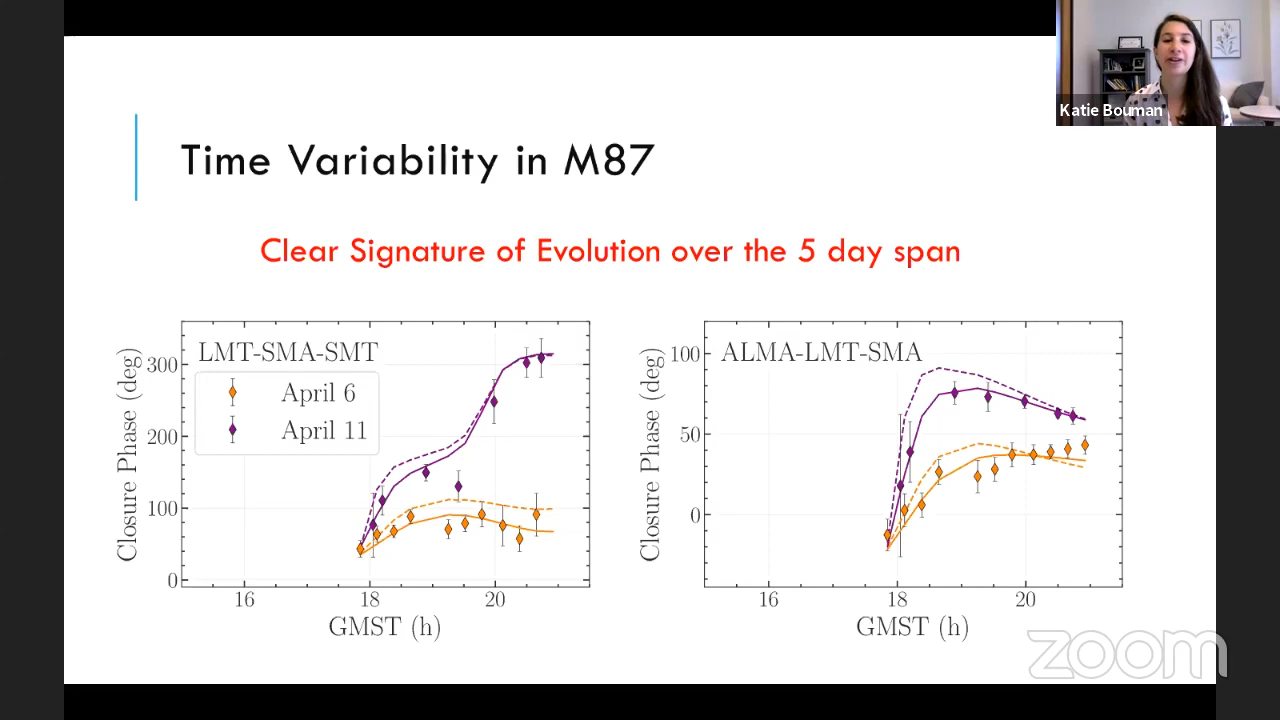 Katie Bouman
Time Variability in M87
Clear Signature of Evolution over the 5 day span
LMT-SMA-SMT
April 6
April 11
Closure Phase (deg)
300
200
100
0
16
18
20
GMST (h)
ALMA-LMT-SMA
Closure Phase (deg)
100
50
0
16
18
20
GMST (h)
zoom